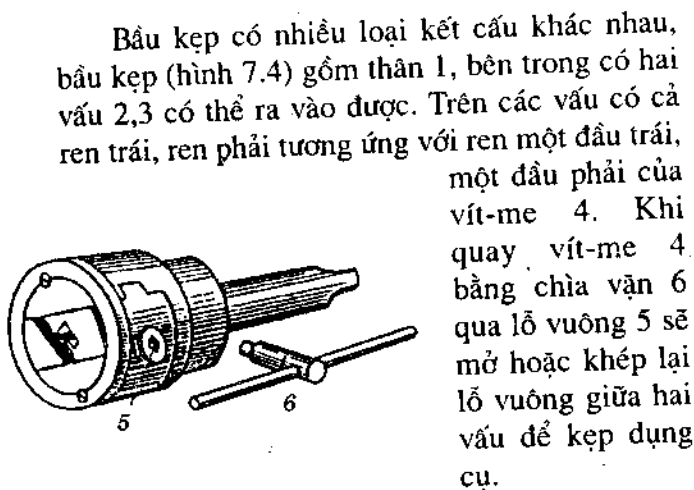 Bầu kẹp có nhiều loại kết cấu khác nhau,
bầu kẹp (hình 7.4) gồm thân 1, bên trong có hai
vấu 2,3 có thể ra vào được. Trên các vấu có cả
ren trái, ren phải tương ứng với ren một đầu trái,
một đầu phải của
vít-me 4. Khi
quay vít-me 4
bằng chìa vặn 6
qua lỗ vuông 5 sẽ
mở hoặc khép lại
lỗ vuông giữa hai
vấu để kẹp dụng
cụ.
5
6